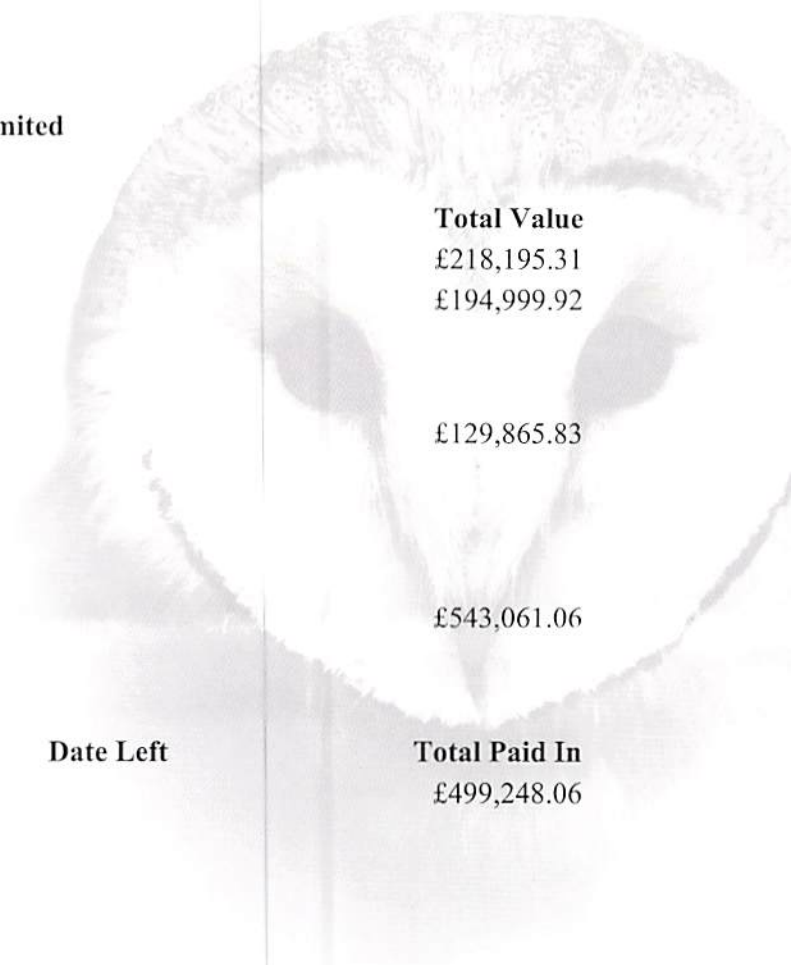 mited
Total Value
£218,195.31
£194,999.92
£129,865.83
£543,061.06
Date Left Total Paid In
£499,248.06